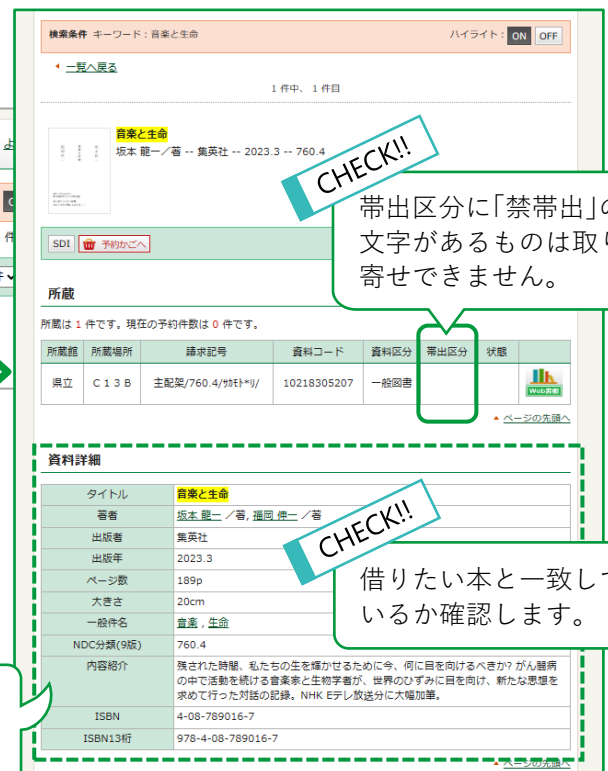 検索条件 キーワード：音楽と生命 ハイライト： ON OFF
一覧へ戻る
1 件中、 1 件目
音楽と生命
坂本 龍一／著 -- 集英社 -- 2023.3 -- 760.4
CHECK!!
帯出区分に「禁帯出」の
文字があるものは取り
寄せできません。
SDI 予約かごへ
所蔵
所蔵は 1 件です。現在の予約件数は 0 件です。
所蔵館 所蔵場所 請求記号 資料コード 資料区分 帯出区分 状態
県立 C13B 主配架/760.4/ｻｶﾓﾄ*ﾘ/ 10218305207 一般図書 Web書棚
ページの先頭へ
資料詳細
タイトル 音楽と生命
著者 坂本 龍一 ／著, 福岡 伸一 ／著
出版者 集英社
出版年 2023.3
ページ数 189p
大きさ 20cm
一般件名 音楽 , 生命
NDC分類(9版) 760.4
CHECK!!
借りたい本と一致して
いるか確認します。
内容紹介 残された時間、私たちの生を輝かせるために今、何に目を向けるべきか? がん闘病
の中で活動を続ける音楽家と生物学者が、世界のひずみに目を向け、新たな思想を
求めて行った対話の記録。NHK Eテレ放送分に大幅加筆。
ISBN 4-08-789016-7
ISBN13桁 978-4-08-789016-7
ページの先頭へ